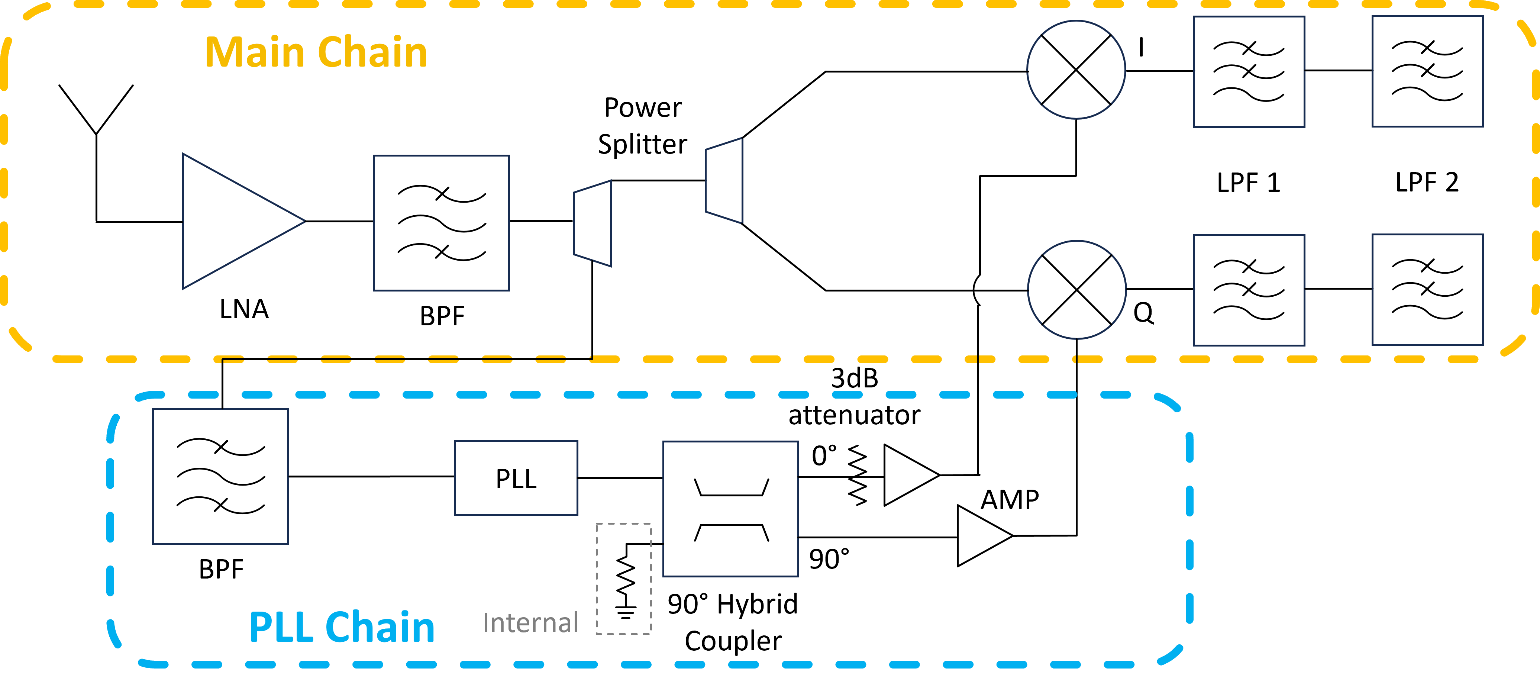 Main Chain
I
Power
Splitter
LPF 1
LPF 2
LNA
BPF
Q
3dB
attenuator
0°
PLL
AMP
90°
BPF
Internal
90° Hybrid
Coupler
PLL Chain